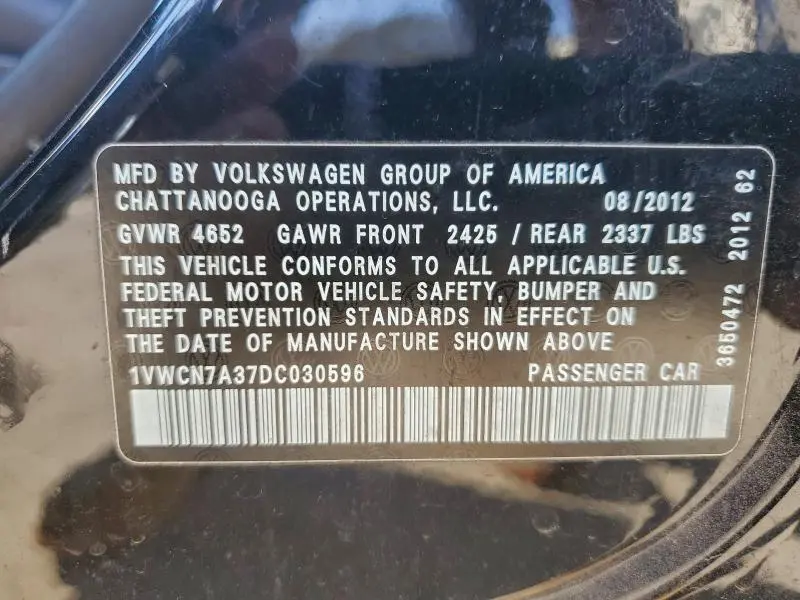 MFD BY VOLKSWAGEN GROUP OF AMERICA
CHATTANOOGA OPERATIONS, LLC. 08/2012
GVWR 4652 GAWR FRONT 2425 / REAR 2337 LBS
THIS VEHICLE CONFORMS TO ALL APPLICABLE U.S.
FEDERAL MOTOR VEHICLE SAFETY, BUMPER AND
THEFT PREVENTION STANDARDS IN EFFECT ON
THE DATE OF MANUFACTURE SHOWN ABOVE
1VWCN7A37DC030596 PASSENGER CAR
3650472 2012 62